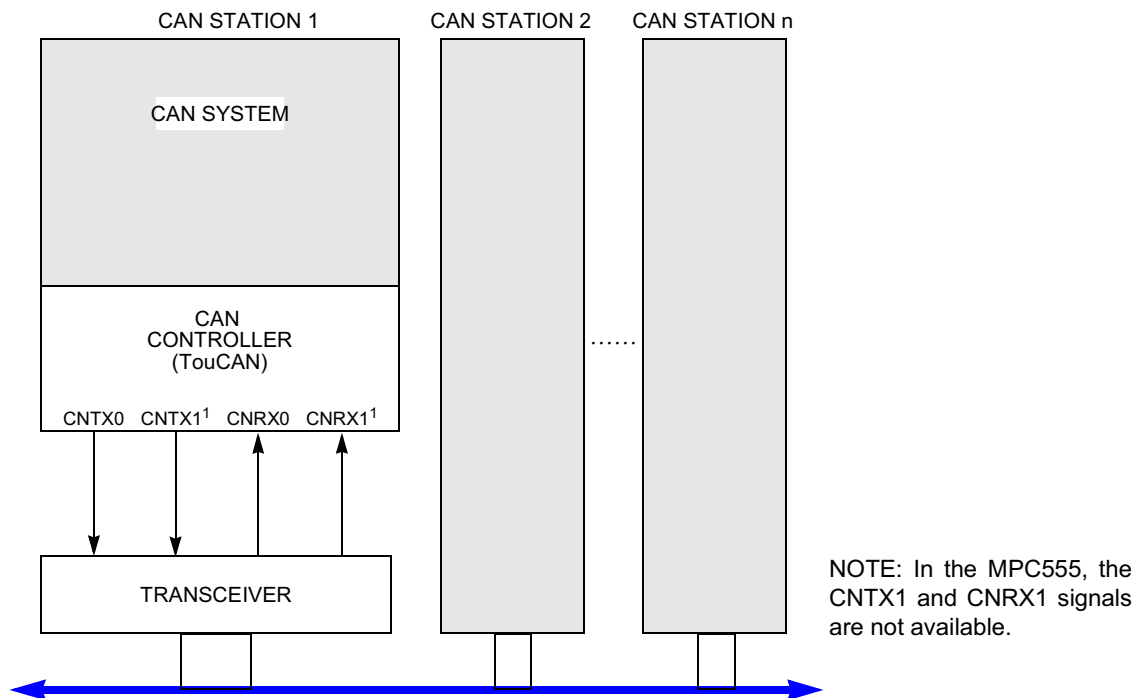 CAN STATION 1
CAN STATION 2
CAN STATION n
CAN SYSTEM
CAN
CONTROLLER
(TouCAN)
......
CNTX0 CNTX1¹ CNRX0 CNRX1¹
TRANSCEIVER
NOTE: In the MPC555, the
CNTX1 and CNRX1 signals
are not available.